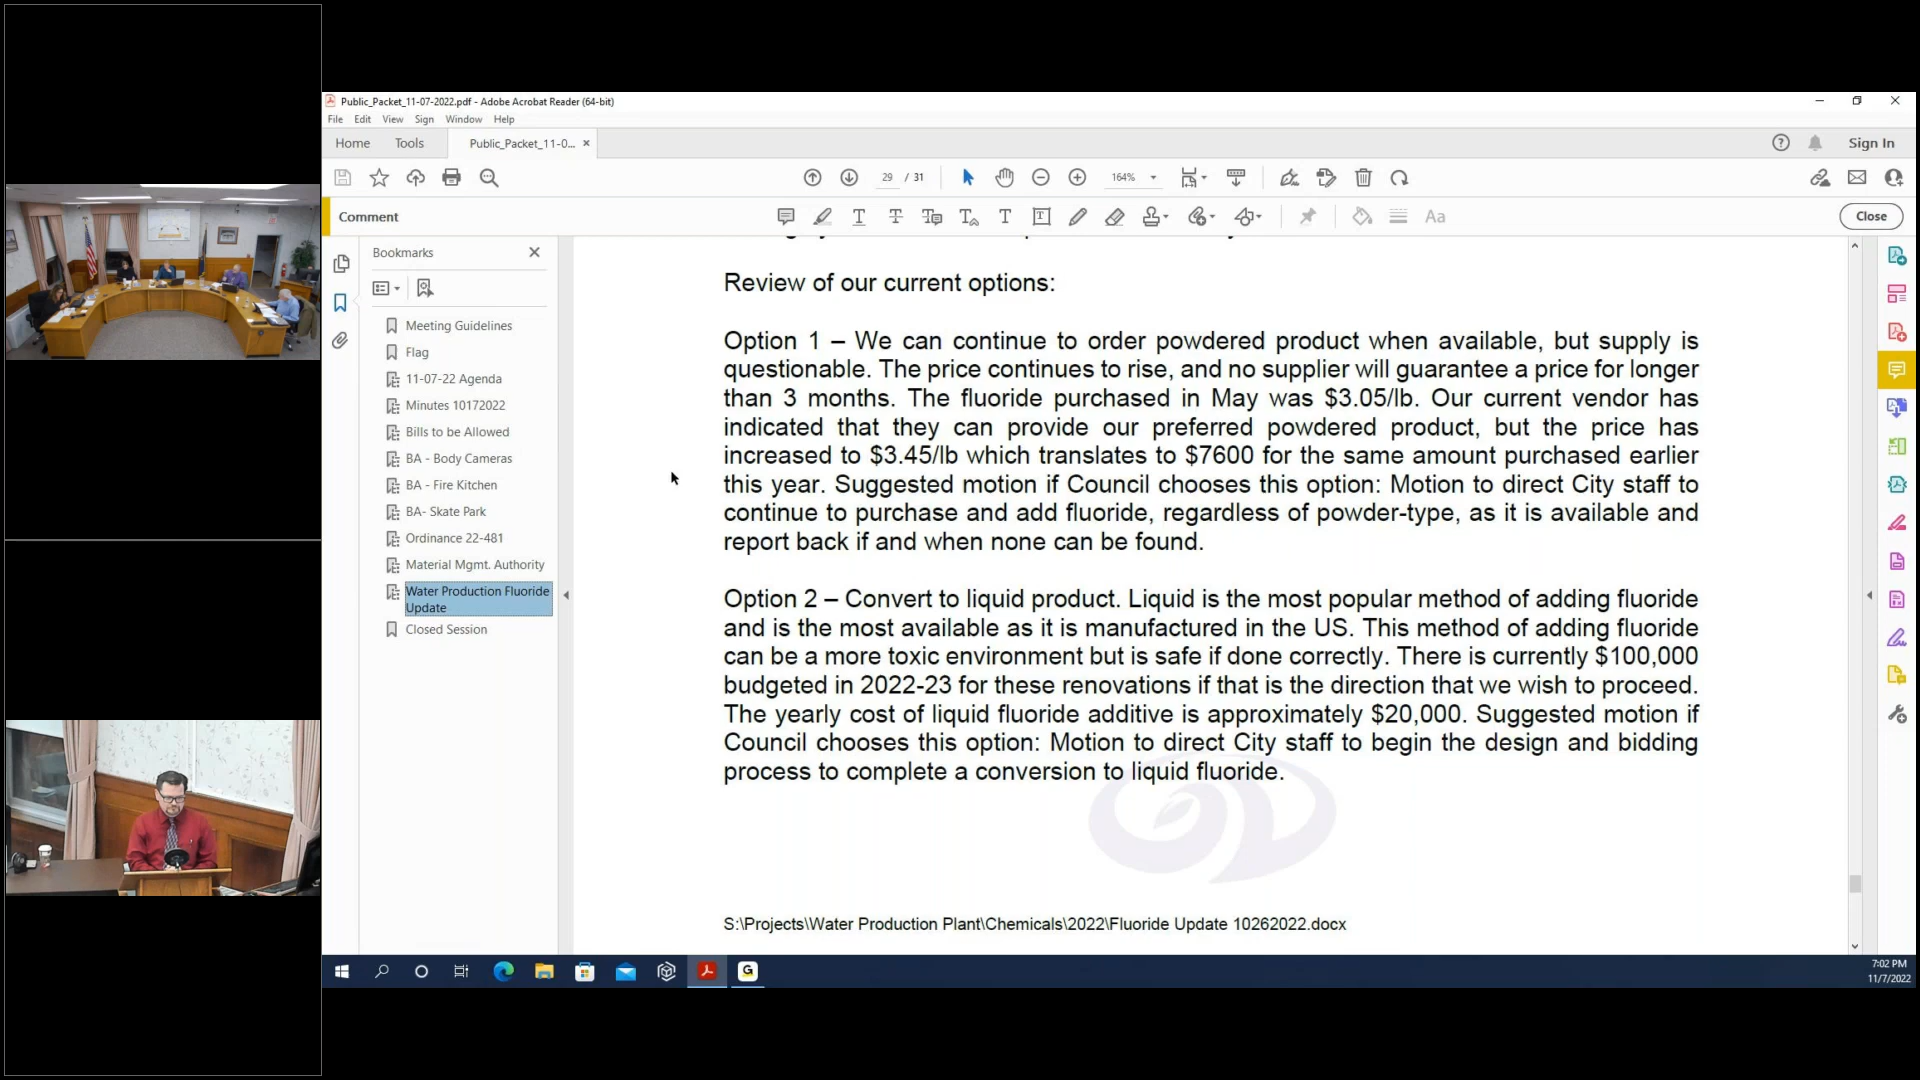 Public_Packet_11-07-2022.pdf - Adobe Acrobat Reader (64-bit)
File Edit View Sign Window Help
Home Tools Public_Packet_11-0... Sign In
29 / 31 164%
Comment Close
Bookmarks
Meeting Guidelines
Flag
11-07-22 Agenda
Minutes 10172022
Bills to be Allowed
BA - Body Cameras
BA - Fire Kitchen
BA- Skate Park
Ordinance 22-481
Material Mgmt. Authority
Water Production Fluoride
Update
Closed Session
Review of our current options:
Option 1 – We can continue to order powdered product when available, but supply is
questionable. The price continues to rise, and no supplier will guarantee a price for longer
than 3 months. The fluoride purchased in May was $3.05/lb. Our current vendor has
indicated that they can provide our preferred powdered product, but the price has
increased to $3.45/lb which translates to $7600 for the same amount purchased earlier
this year. Suggested motion if Council chooses this option: Motion to direct City staff to
continue to purchase and add fluoride, regardless of powder-type, as it is available and
report back if and when none can be found.
Option 2 – Convert to liquid product. Liquid is the most popular method of adding fluoride
and is the most available as it is manufactured in the US. This method of adding fluoride
can be a more toxic environment but is safe if done correctly. There is currently $100,000
budgeted in 2022-23 for these renovations if that is the direction that we wish to proceed.
The yearly cost of liquid fluoride additive is approximately $20,000. Suggested motion if
Council chooses this option: Motion to direct City staff to begin the design and bidding
process to complete a conversion to liquid fluoride.
S:\Projects\Water Production Plant\Chemicals\2022\Fluoride Update 10262022.docx
7:02 PM
11/7/2022